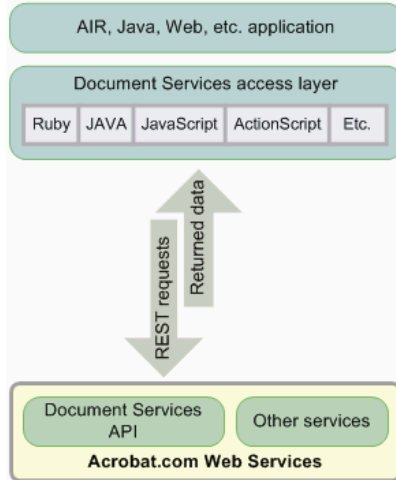 AIR, Java, Web, etc. application
Document Services access layer
Ruby JAVA JavaScript ActionScript Etc.
REST requests
Returned data
Document Services
API
Other services
Acrobat.com Web Services